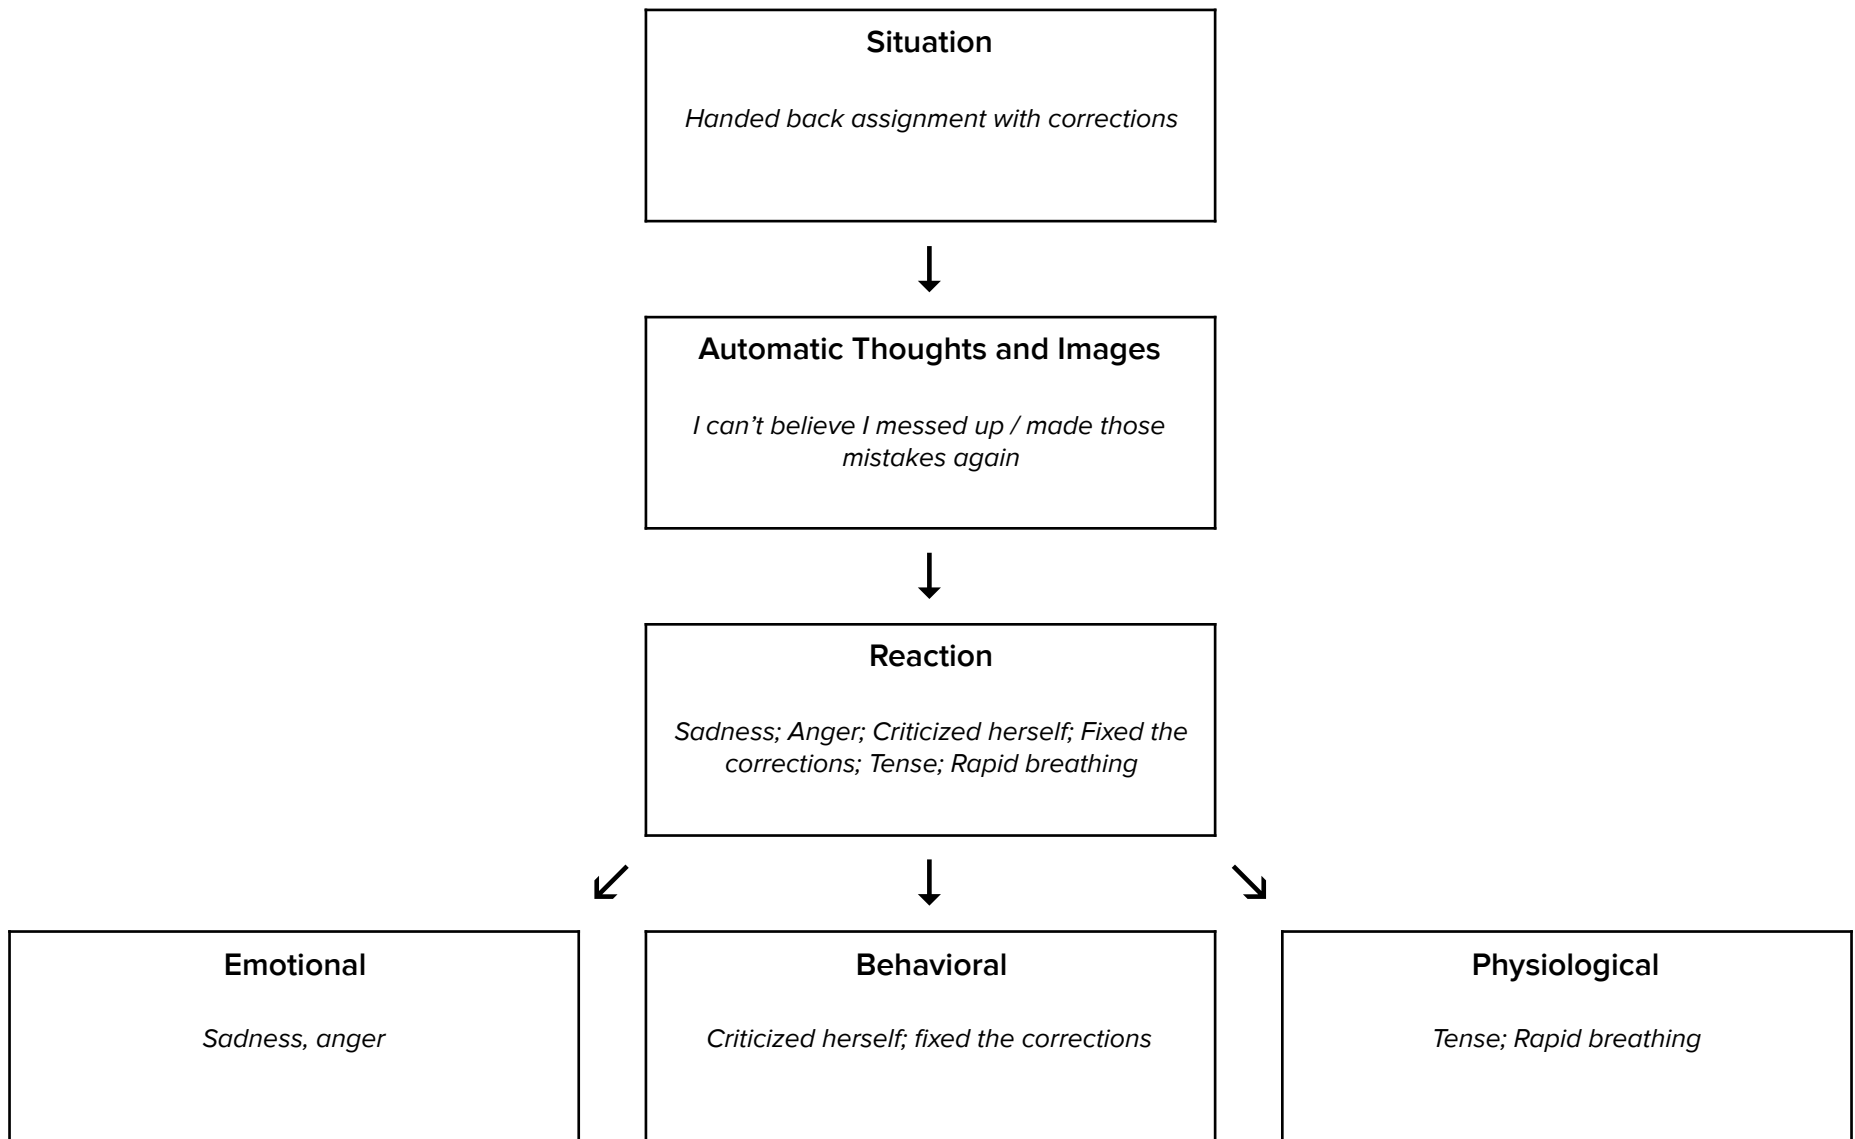 Situation
Handed back assignment with corrections
Automatic Thoughts and Images
I can’t believe I messed up / made those
mistakes again
Reaction
Sadness; Anger; Criticized herself; Fixed the
corrections; Tense; Rapid breathing
Emotional
Sadness, anger
Behavioral
Criticized herself; fixed the corrections
Physiological
Tense; Rapid breathing